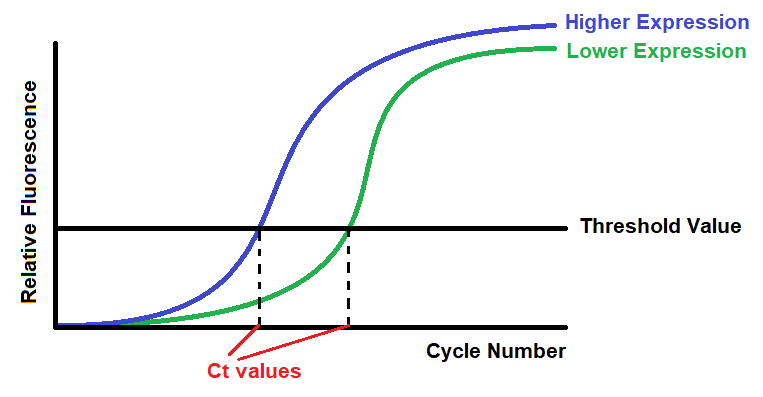 Higher Expression
Lower Expression
Relative Fluorescence
Threshold Value
Cycle Number
Ct values